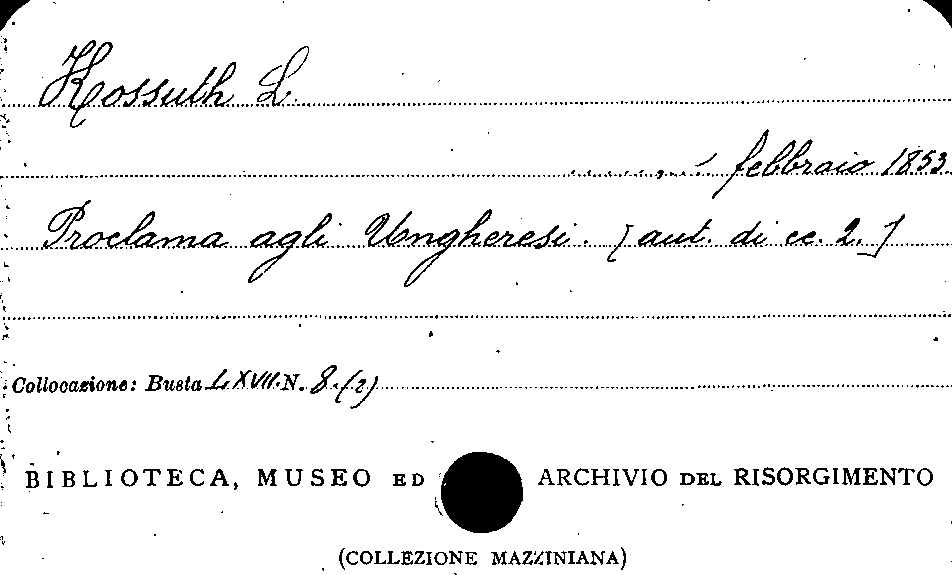 Kossuth L.
febbraio 1853
Proclama agli Ungheresi. [aut. di cc. 2.]
Collocazione: Busta LXVII. N. 8.(2)
BIBLIOTECA, MUSEO ED ARCHIVIO DEL RISORGIMENTO
(COLLEZIONE MAZZINIANA)